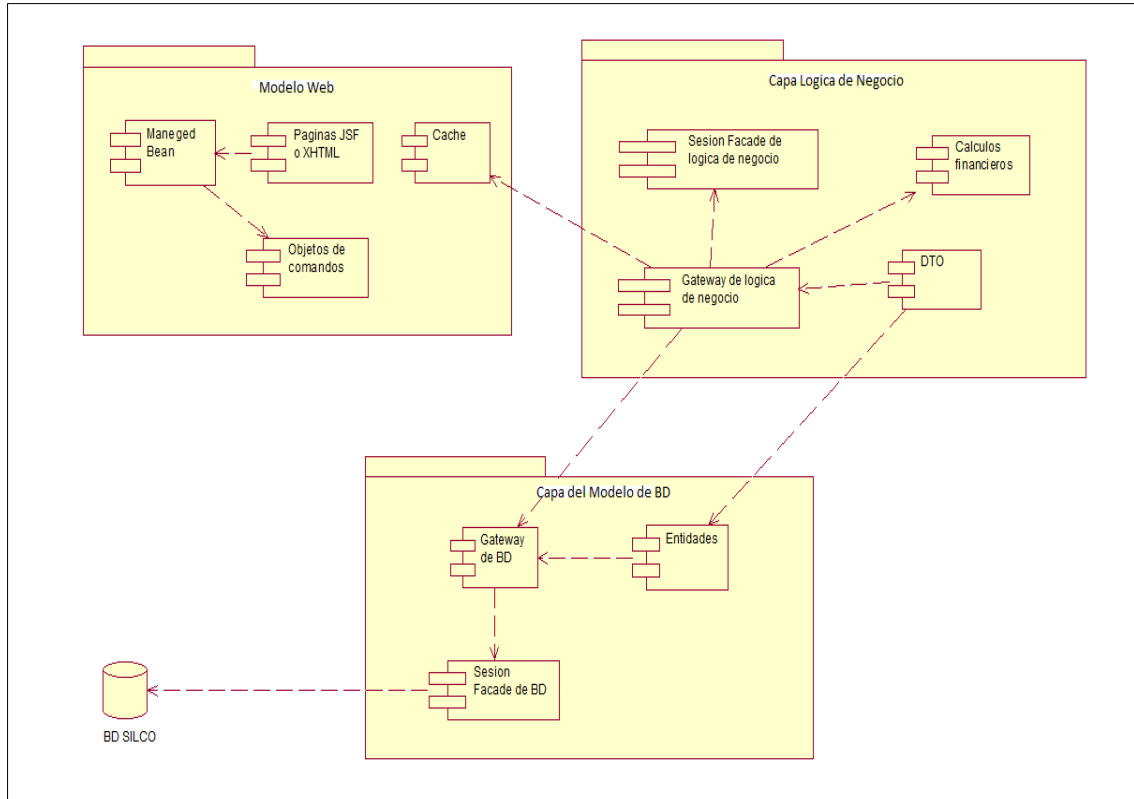 Modelo Web
Maneged
Bean
Paginas JSF
o XHTML
Cache
Objetos de
comandos
Capa Logica de Negocio
Sesion Facade de
logica de negocio
Calculos
financieros
Gateway de logica
de negocio
DTO
Capa del Modelo de BD
Gateway
de BD
Entidades
Sesion
Facade de BD
BD SILCO